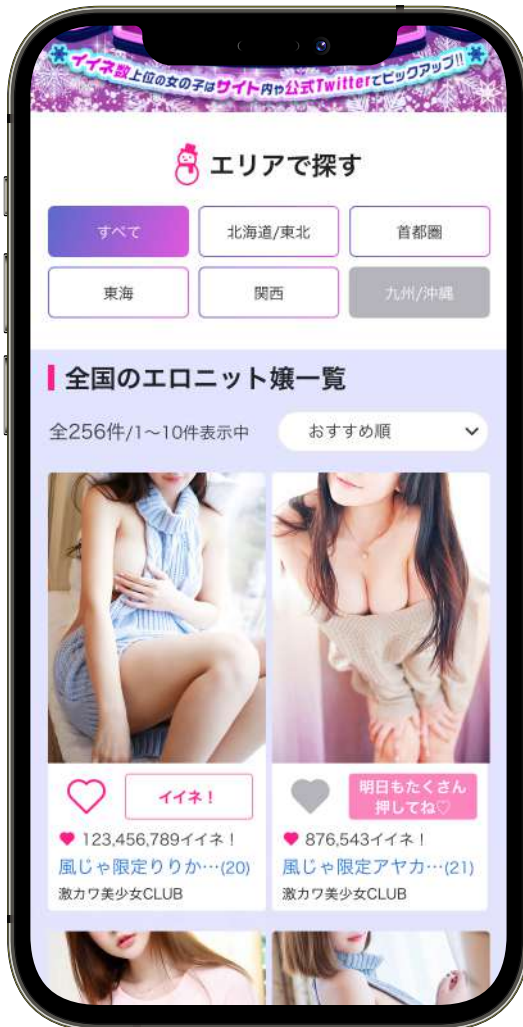 イイネ数上位の女の子はサイト内や公式Twitterでピックアップ!!
エリアで探す
すべて
北海道/東北
首都圏
東海
関西
九州/沖縄
全国のエロニット嬢一覧
全256件/1〜10件表示中
おすすめ順
イイネ！
明日もたくさん
押してね♡
123,456,789イイネ！
876,543イイネ！
風じゃ限定りりか…(20)
風じゃ限定アヤカ…(21)
激カワ美少女CLUB
激カワ美少女CLUB